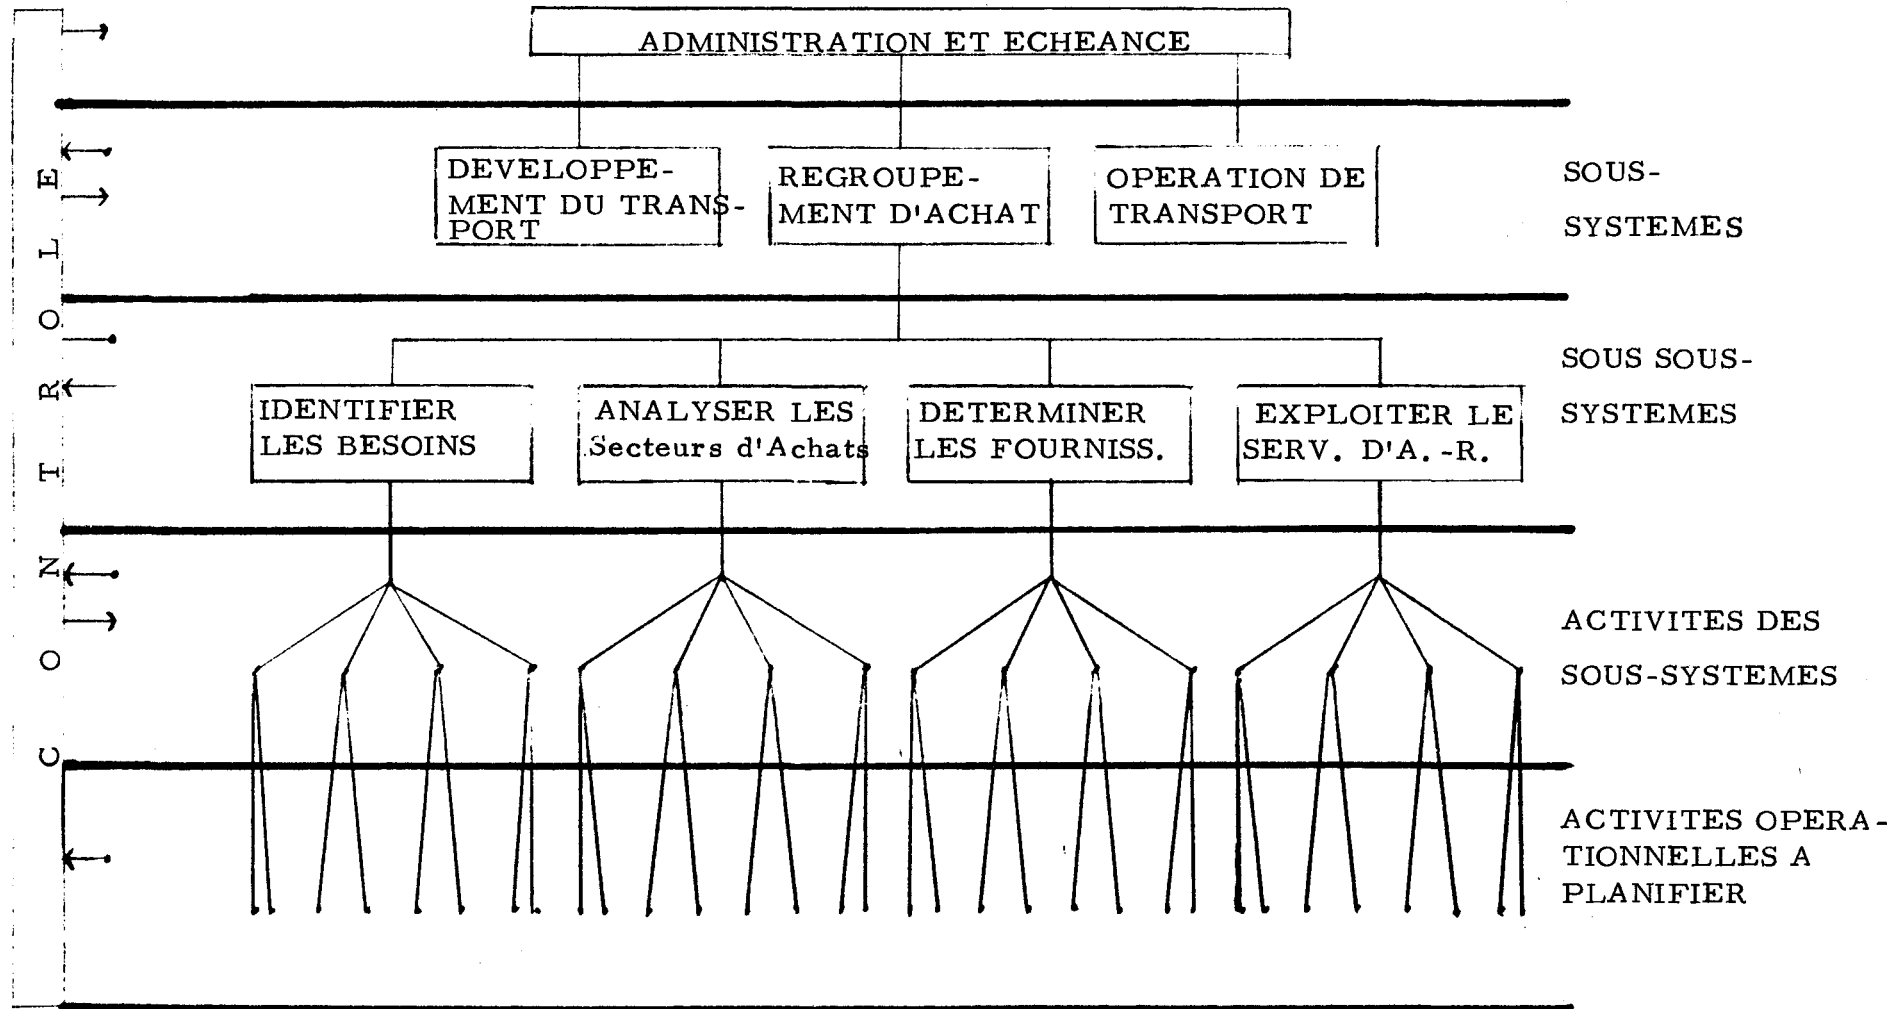 ADMINISTRATION ET ECHEANCE
DEVELOPPE-
MENT DU TRANS-
PORT
REGROUPE-
MENT D'ACHAT
OPERATION DE
TRANSPORT
SOUS-
SYSTEMES
IDENTIFIER
LES BESOINS
ANALYSER LES
Secteurs d'Achats
DETERMINER
LES FOURNISS.
EXPLOITER LE
SERV. D'A.-R.
SOUS SOUS-
SYSTEMES
ACTIVITES DES
SOUS-SYSTEMES
ACTIVITES OPERA-
TIONNELLES A
PLANIFIER
CONTROLE